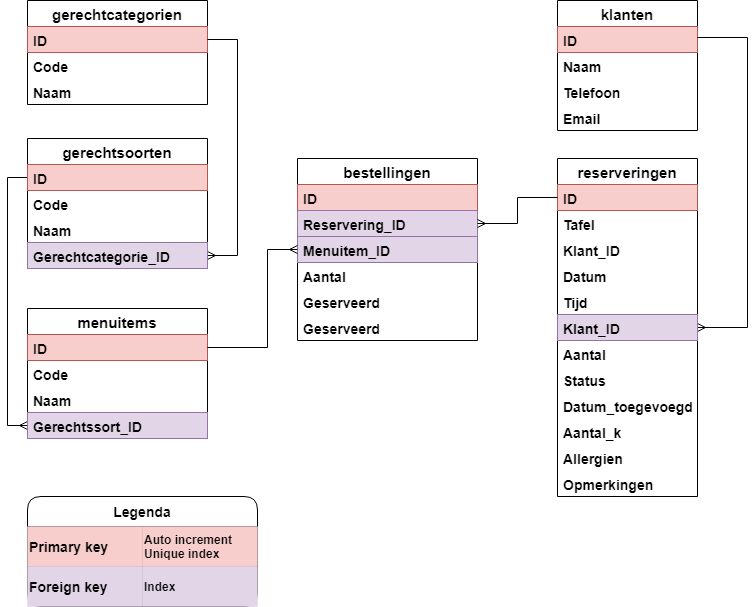 gerechtcategorien
ID
Code
Naam
gerechtsoorten
ID
Code
Naam
Gerechtcategorie_ID
menuitems
ID
Code
Naam
Gerechtssort_ID
bestellingen
ID
Reservering_ID
Menuitem_ID
Aantal
Geserveerd
Geserveerd
klanten
ID
Naam
Telefoon
Email
reserveringen
ID
Tafel
Klant_ID
Datum
Tijd
Klant_ID
Aantal
Status
Datum_toegevoegd
Aantal_k
Allergien
Opmerkingen
Legenda
Primary key
Auto increment
Unique index
Foreign key
Index